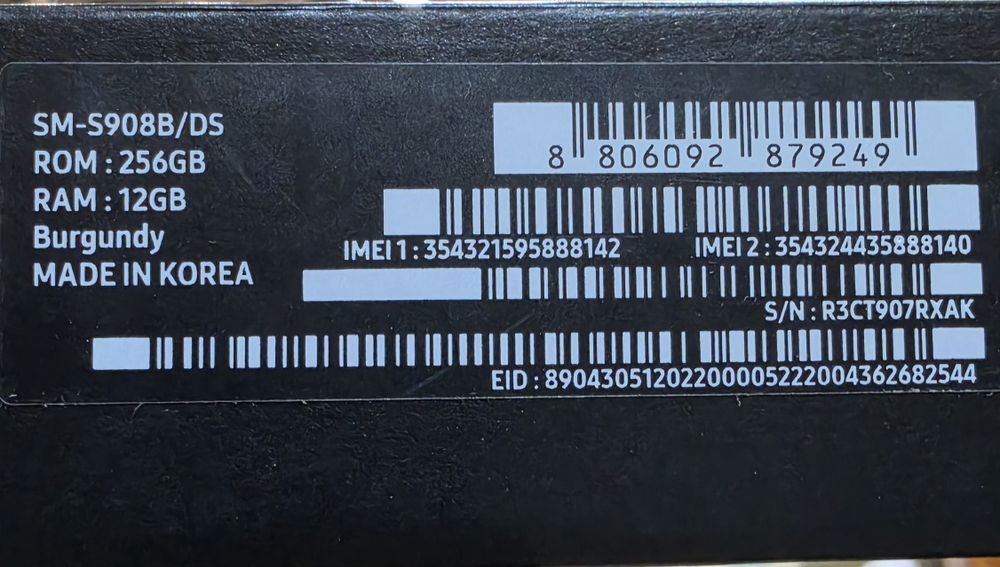 SM-S908B/DS
ROM : 256GB
RAM : 12GB
Burgundy
MADE IN KOREA
8 806092 879249
IMEI 1 : 354321595888142
IMEI 2 : 354324435888140
S/N : R3CT907RXAK
EID : 89043051202200005222004362682544